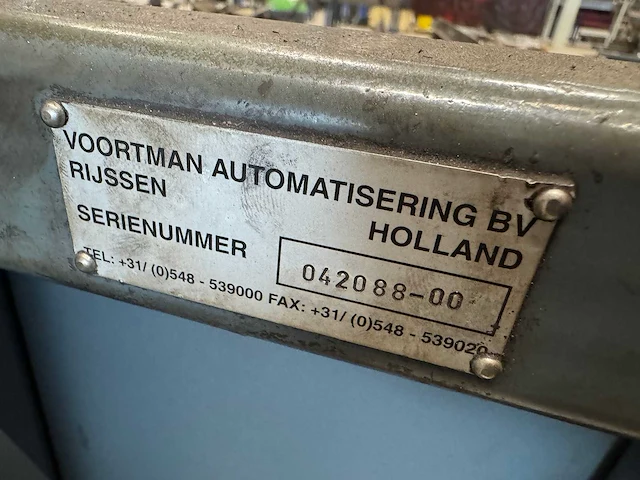 VOORTMAN AUTOMATISERING BV
RIJSSEN HOLLAND
SERIENUMMER 042088-00
TEL: +31/ (0)548 - 539000 FAX: +31/ (0)548 - 539020